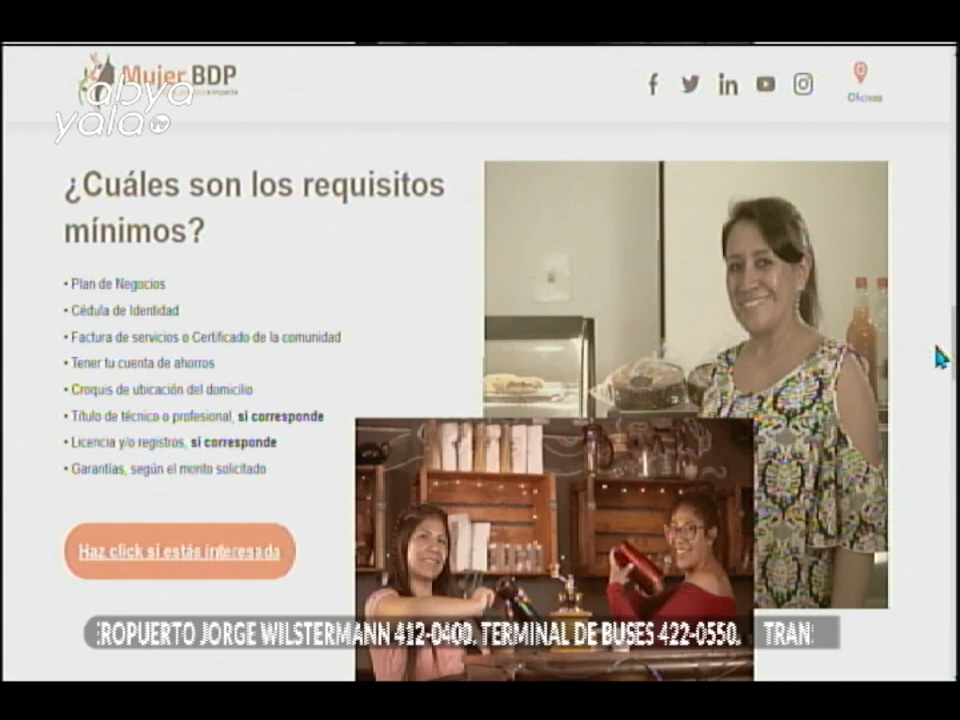 Mujer BDP
abya
yala tv
Oficinas
¿Cuáles son los requisitos
mínimos?
• Plan de Negocios
• Cédula de Identidad
• Factura de servicios o Certificado de la comunidad
• Tener tu cuenta de ahorros
• Croquis de ubicación del domicilio
• Título de técnico o profesional, si corresponde
• Licencia y/o registros, si corresponde
• Garantías, según el monto solicitado
Haz click si estás interesada
EROPUERTO JORGE WILSTERMANN 412-0400. TERMINAL DE BUSES 422-0550. TRAN